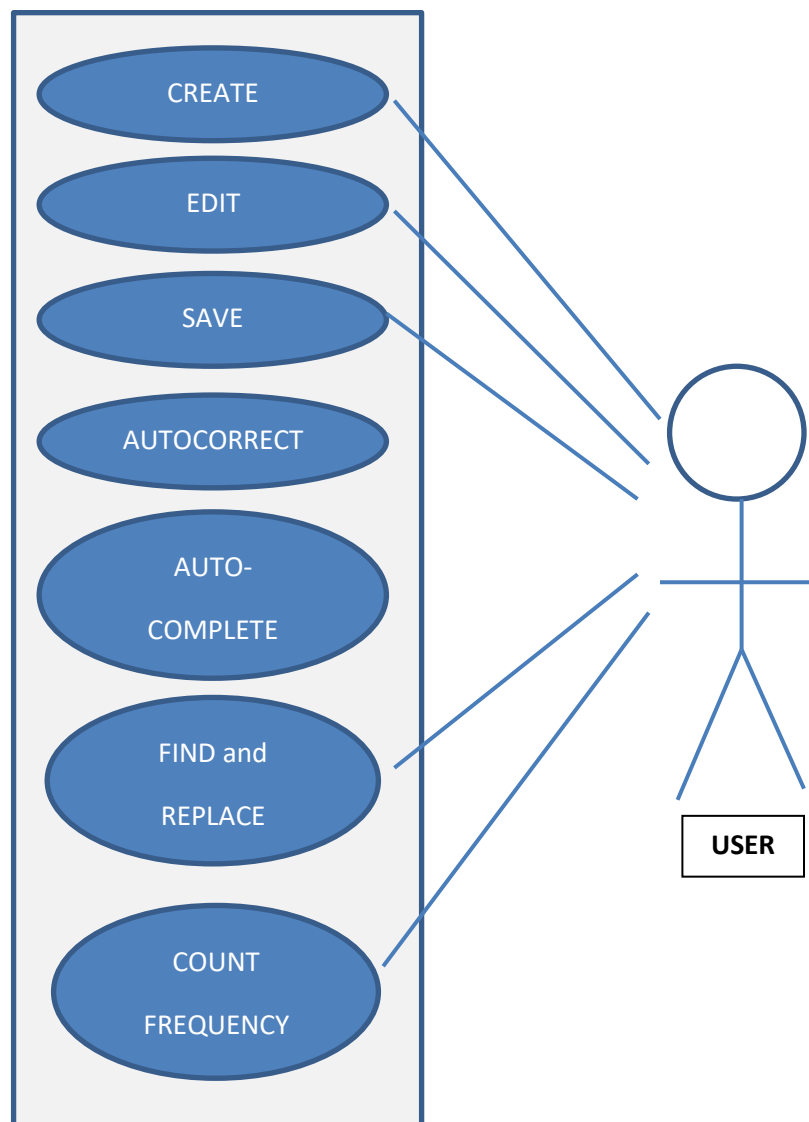 CREATE
EDIT
SAVE
AUTOCORRECT
AUTO-
COMPLETE
FIND and
REPLACE
USER
COUNT
FREQUENCY